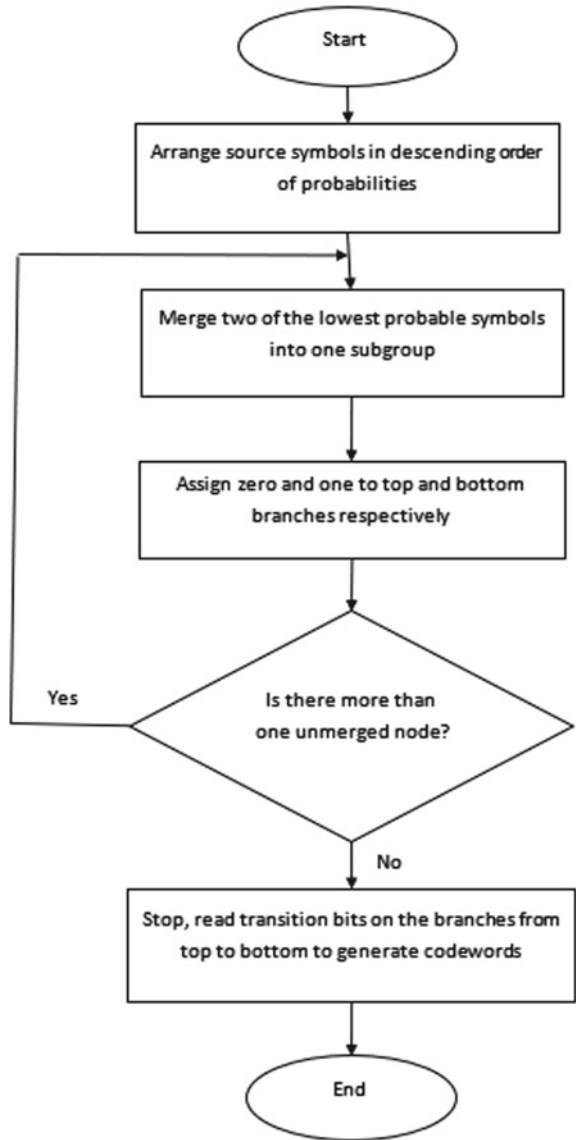 Start
Arrange source symbols in descending order
of probabilities
Merge two of the lowest probable symbols
into one subgroup
Assign zero and one to top and bottom
branches respectively
Is there more than
one unmerged node?
Yes
No
Stop, read transition bits on the branches from
top to bottom to generate codewords
End